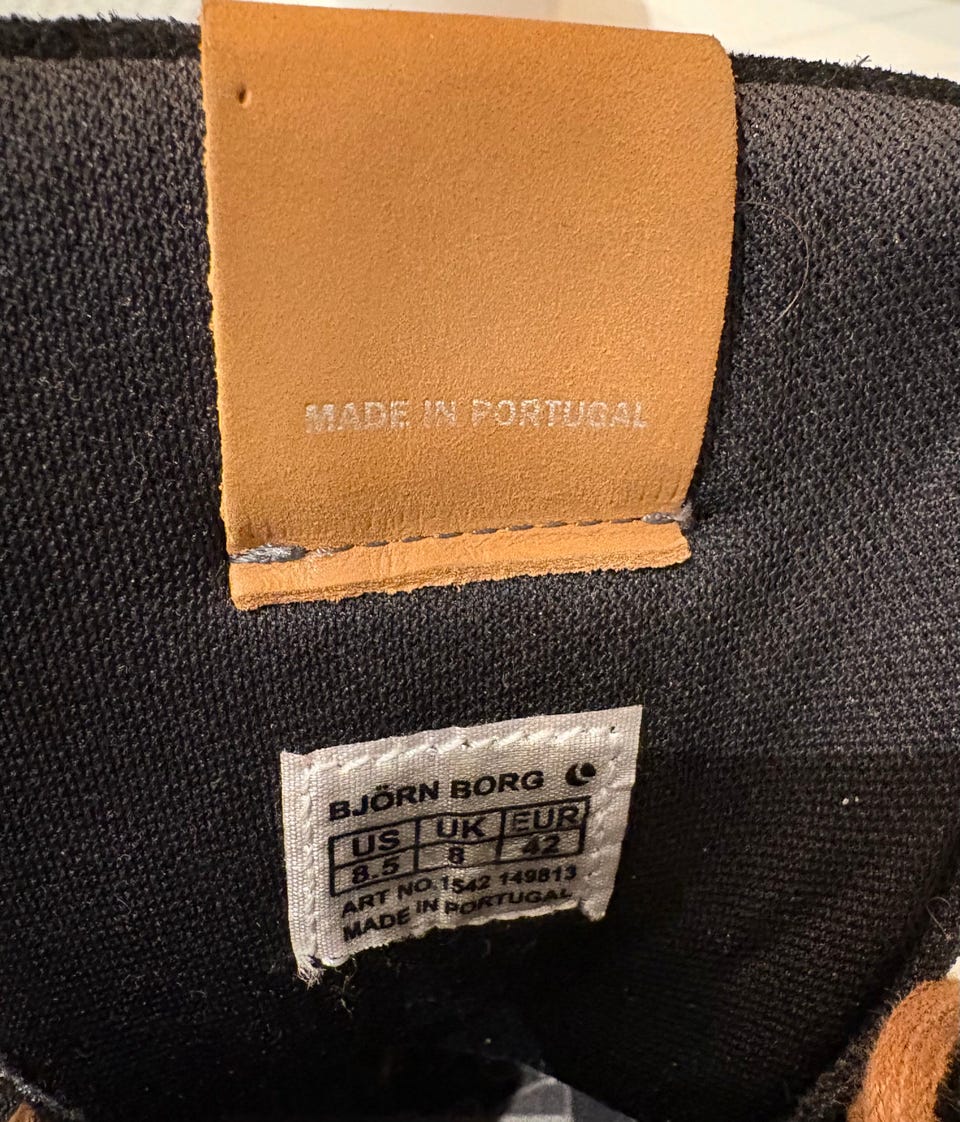 MADE IN PORTUGAL
BJÖRN BORG
US UK EUR
8.5 8 42
ART NO.1542 149813
MADE IN PORTUGAL